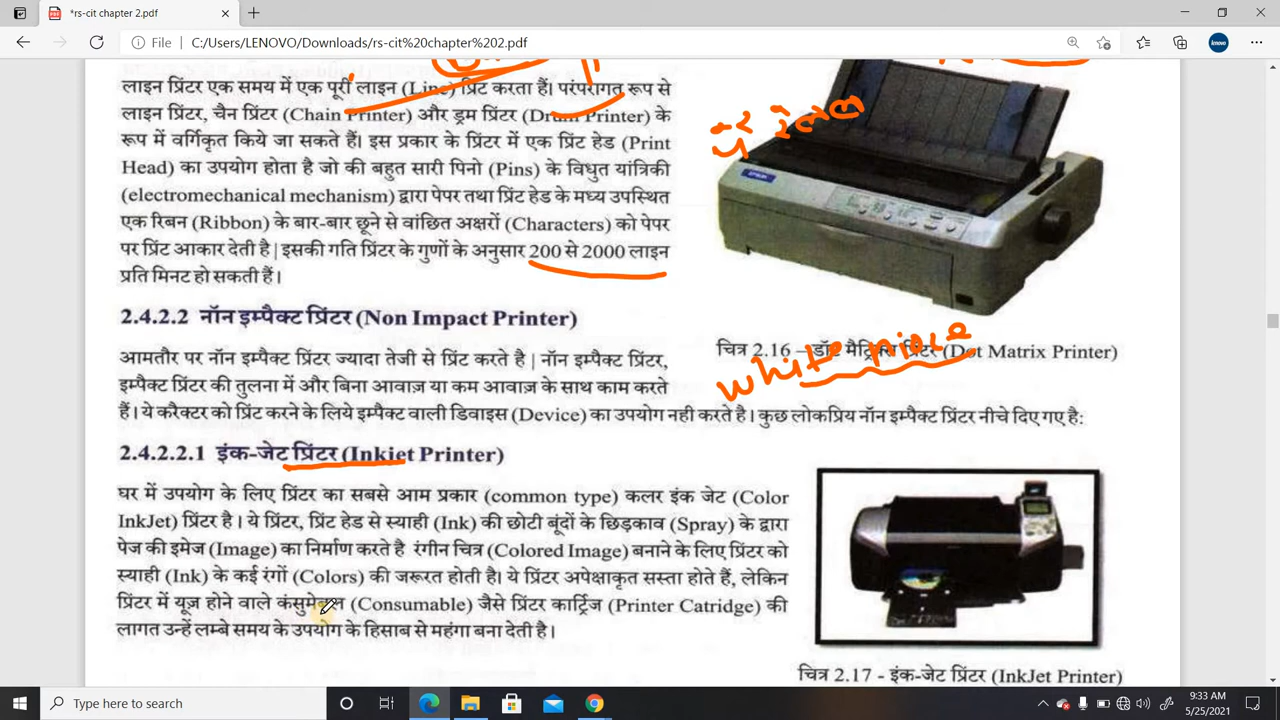 *rs-cit chapter 2.pdf
File
C:/Users/LENOVO/Downloads/rs-cit%20chapter%202.pdf
लाइन प्रिंटर एक समय में एक पूरी लाइन (Line) प्रिंट करता हैं। परंपरागत रूप से
लाइन प्रिंटर, चैन प्रिंटर (Chain Printer) और ड्रम प्रिंटर (Drum Printer) के
रूप में वर्गिकृत किये जा सकते हैं। इस प्रकार के प्रिंटर में एक प्रिंट हेड (Print
Head) का उपयोग होता है जो की बहुत सारी पिनो (Pins) के विधुत यांत्रिकी
(electromechanical mechanism) द्वारा पेपर तथा प्रिंट हेड के मध्य उपस्थित
एक रिबन (Ribbon) के बार-बार छूने से वांछित अक्षरों (Characters) को पेपर
पर प्रिंट आकार देती है | इसकी गति प्रिंटर के गुणों के अनुसार 200 से 2000 लाइन
प्रति मिनट हो सकती हैं।
EPSON
2.4.2.2 नॉन इम्पैक्ट प्रिंटर (Non Impact Printer)
चित्र 2.16 – डॉट मैट्रिक्स प्रिंटर (Dot Matrix Printer)
white
आमतौर पर नॉन इम्पैक्ट प्रिंटर ज्यादा तेजी से प्रिंट करते है | नॉन इम्पैक्ट प्रिंटर,
इम्पैक्ट प्रिंटर की तुलना में और बिना आवाज़ या कम आवाज़ के साथ काम करते
हैं। ये करैक्टर को प्रिंट करने के लिये इम्पैक्ट वाली डिवाइस (Device) का उपयोग नही करते है। कुछ लोकप्रिय नॉन इम्पैक्ट प्रिंटर नीचे दिए गए है:
2.4.2.2.1 इंक-जेट प्रिंटर (Inkjet Printer)
घर में उपयोग के लिए प्रिंटर का सबसे आम प्रकार (common type) कलर इंक जेट (Color
InkJet) प्रिंटर है। ये प्रिंटर, प्रिंट हेड से स्याही (Ink) की छोटी बूंदों के छिड़काव (Spray) के द्वारा
पेज की इमेज (Image) का निर्माण करते है रंगीन चित्र (Colored Image) बनाने के लिए प्रिंटर को
स्याही (Ink) के कई रंगों (Colors) की जरूरत होती है। ये प्रिंटर अपेक्षाकृत सस्ता होते हैं, लेकिन
प्रिंटर में यूज़ होने वाले कंसुमेबल (Consumable) जैसे प्रिंटर कार्ट्रिज (Printer Catridge) की
लागत उन्हें लम्बे समय के उपयोग के हिसाब से महंगा बना देती है।
चित्र 2.17 - इंक-जेट प्रिंटर (InkJet Printer)
Type here to search
9:33 AM
5/25/2021